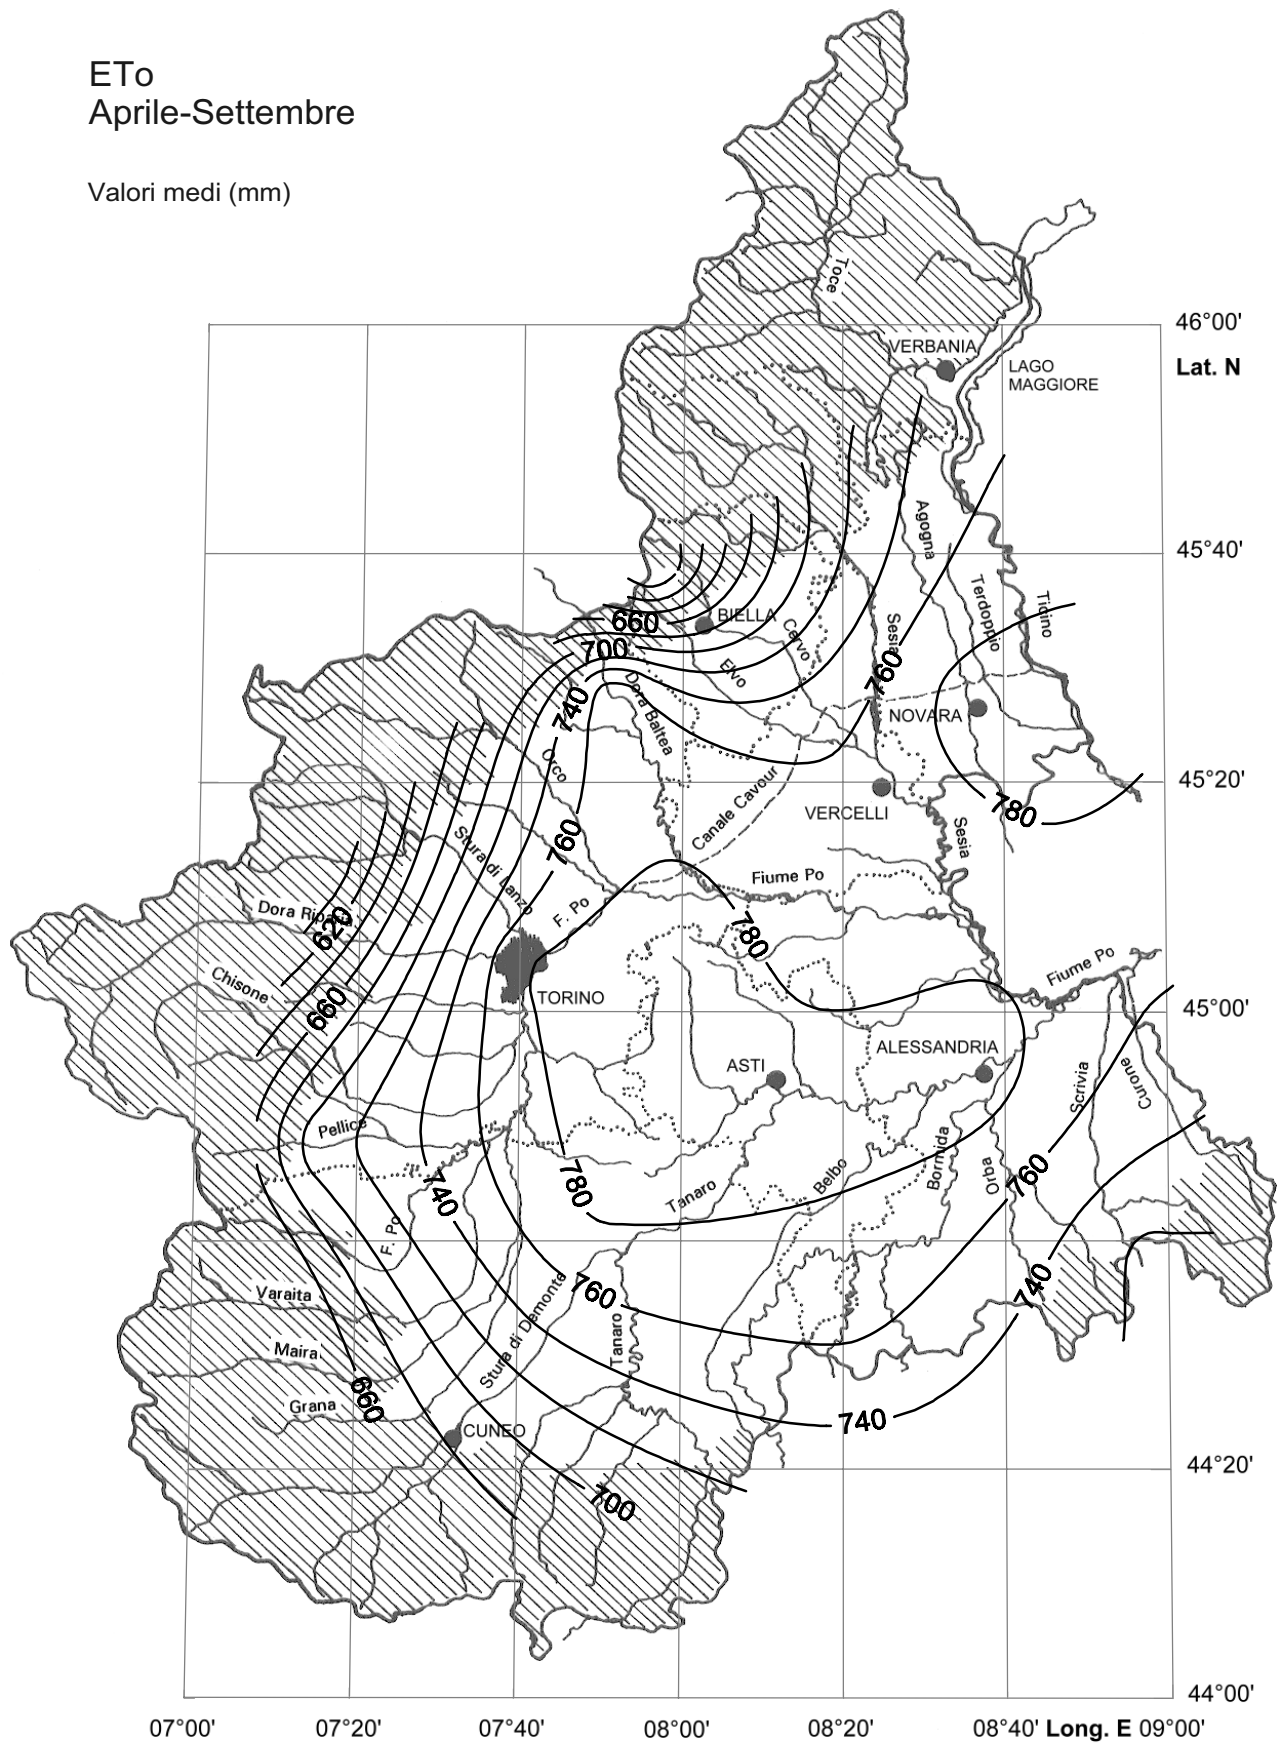 ETo
Aprile-Settembre
Valori medi (mm)
Toce
46°00'
VERBANIA
Lat. N
LAGO
MAGGIORE
Agogna
45°40'
Terdoppio
Ticino
BIELLA
660
Sesia
Cervo
700
Elvo
760
Dora Baltea
740
NOVARA
Orco
45°20'
Canale Cavour
VERCELLI
780
760
Sesia
Stura di Lanzo
Fiume Po
F. Po
Dora Riparia
620
780
Fiume Po
Chisone
660
TORINO
45°00'
ALESSANDRIA
ASTI
Scrivia
Curone
Pellice
Bormida
Orba
760
780
Belbo
Tanaro
740
F. Po
Varaita
760
740
Stura di Demonte
Tanaro
Maira
660
Grana
740
CUNEO
44°20'
700
44°00'
07°00' 07°20' 07°40' 08°00' 08°20' 08°40' Long. E 09°00'